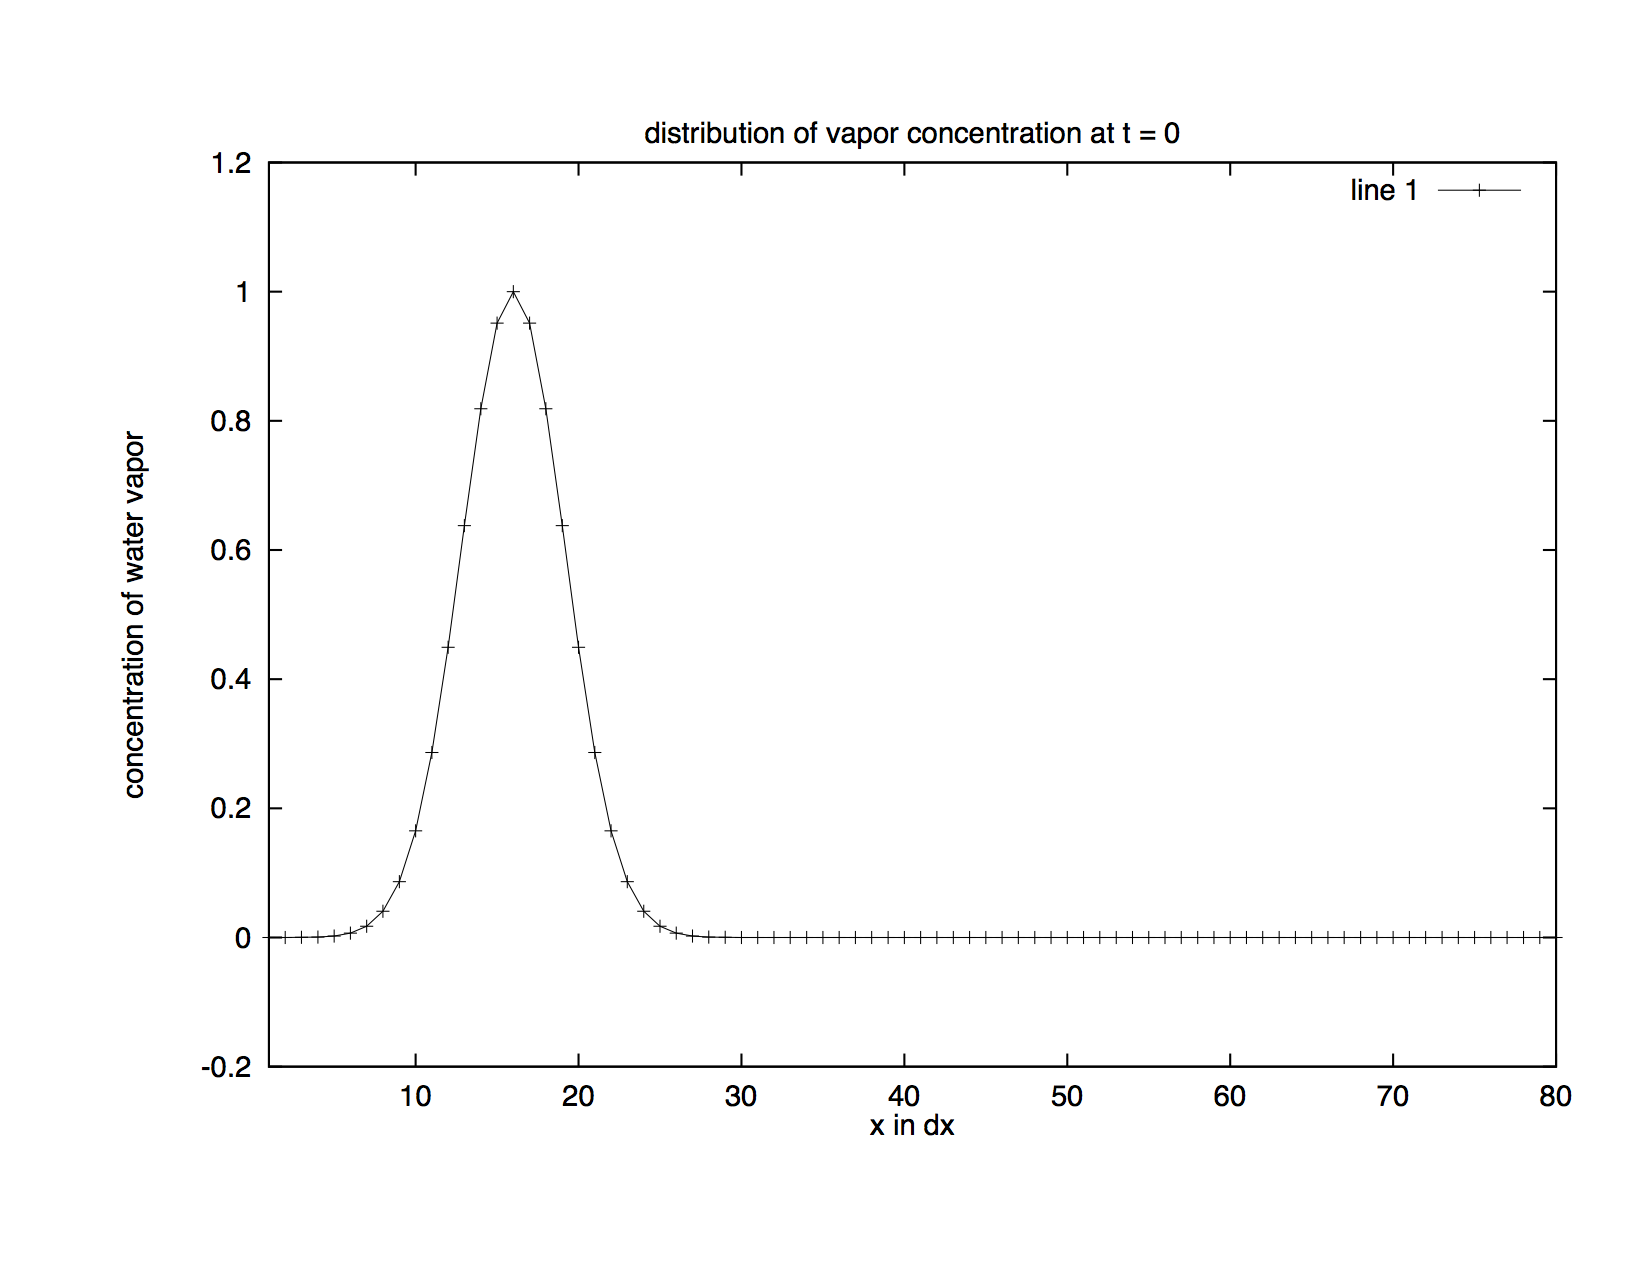 distribution of vapor concentration at t = 0
line 1
1.2
1
0.8
0.6
0.4
0.2
0
-0.2
concentration of water vapor
10 20 30 40 50 60 70 80
x in dx